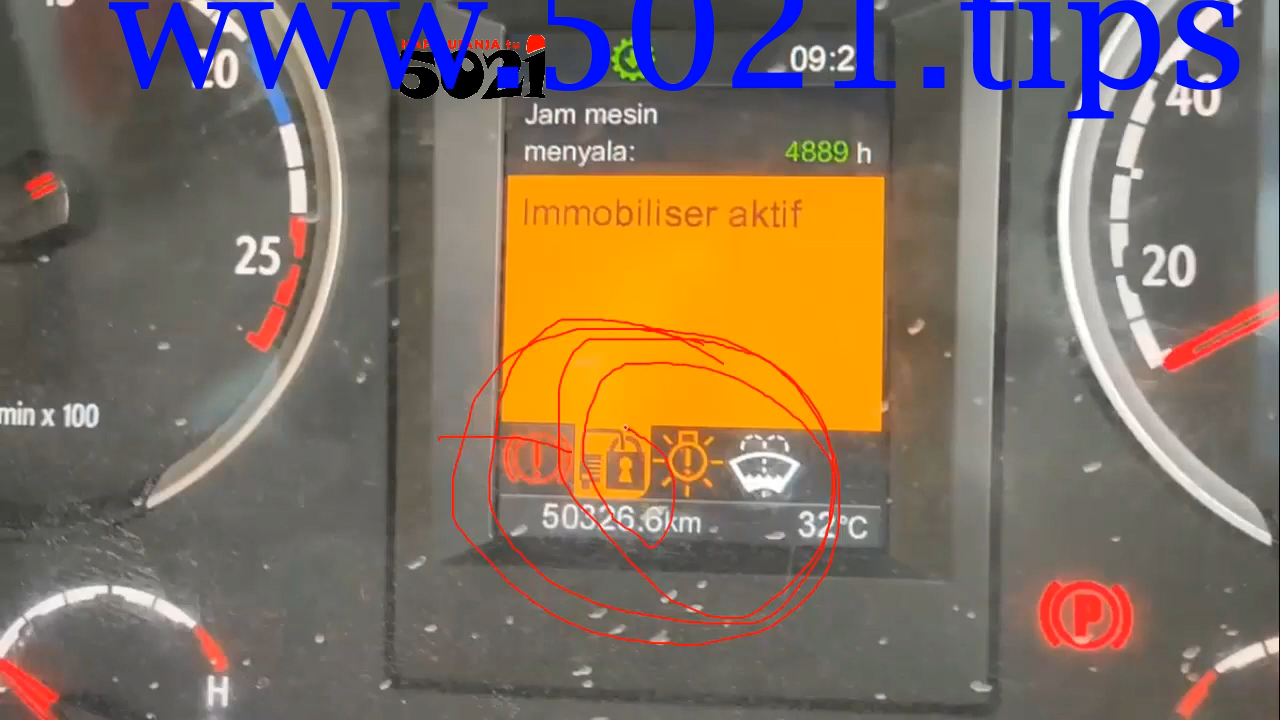 www.5021.tips
5021
09:2
Jam mesin
menyala: 4889 h
Immobiliser aktif
50326.6km 32°C
20
25
min x 100
H
40
20
P